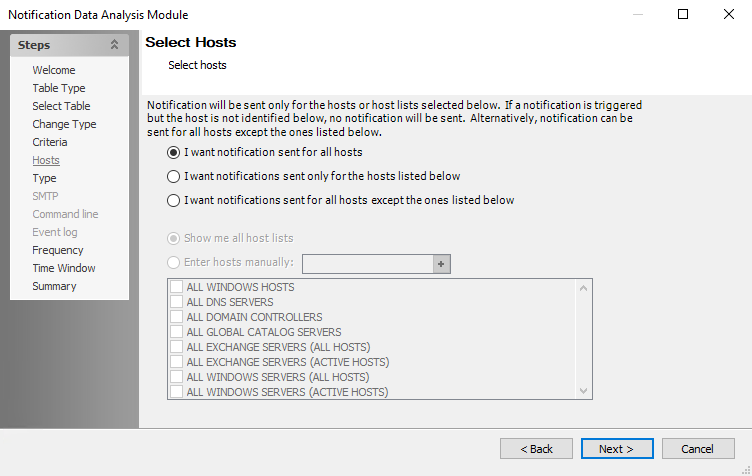 Notification Data Analysis Module
Steps
Welcome
Table Type
Select Table
Change Type
Criteria
Hosts
Type
SMTP
Command line
Event log
Frequency
Time Window
Summary
Select Hosts
Select hosts
Notification will be sent only for the hosts or host lists selected below. If a notification is triggered
but the host is not identified below, no notification will be sent. Alternatively, notification can be
sent for all hosts except the ones listed below.
I want notification sent for all hosts
I want notifications sent only for the hosts listed below
I want notifications sent for all hosts except the ones listed below
Show me all host lists
Enter hosts manually: +
ALL WINDOWS HOSTS
ALL DNS SERVERS
ALL DOMAIN CONTROLLERS
ALL GLOBAL CATALOG SERVERS
ALL EXCHANGE SERVERS (ALL HOSTS)
ALL EXCHANGE SERVERS (ACTIVE HOSTS)
ALL WINDOWS SERVERS (ALL HOSTS)
ALL WINDOWS SERVERS (ACTIVE HOSTS)
< Back Next > Cancel